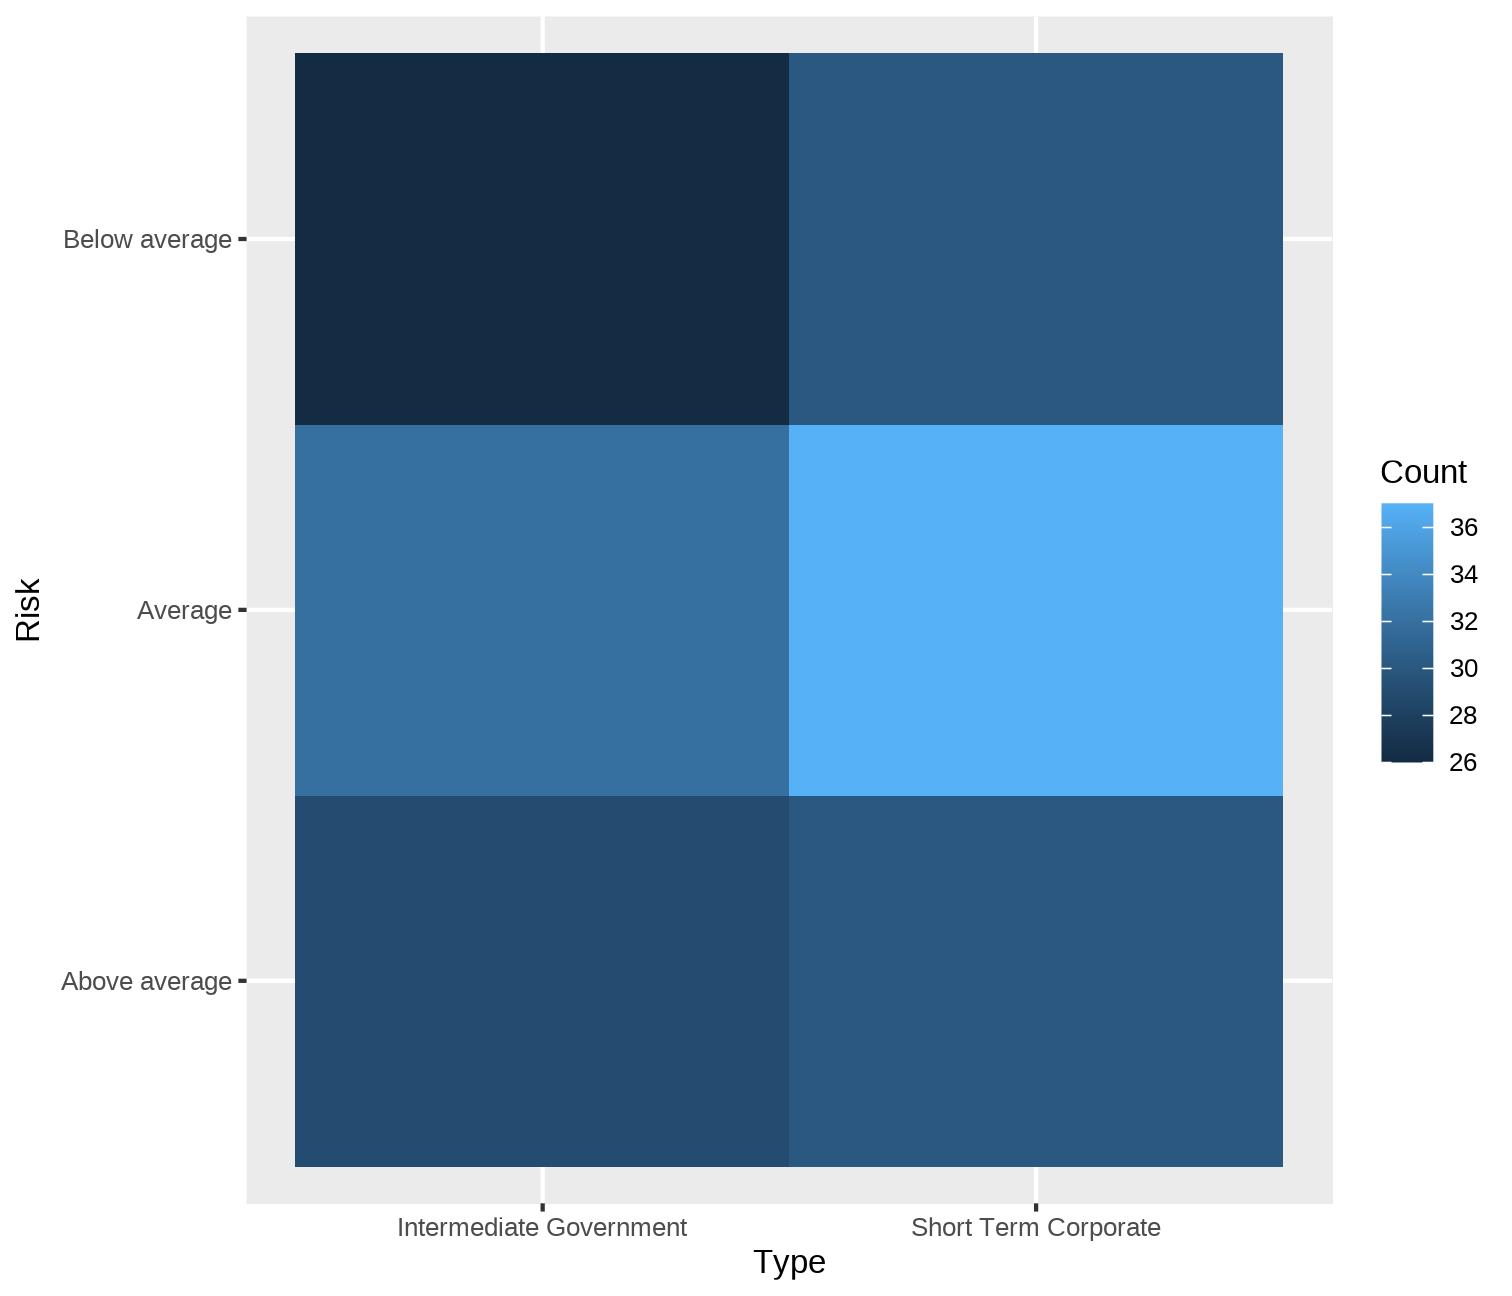 Below average
Average
Above average
Risk
Intermediate Government
Short Term Corporate
Type
Count
36
34
32
30
28
26